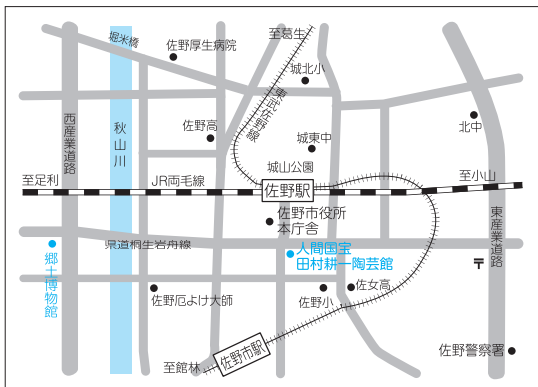 至葛生
堀米橋
佐野厚生病院
城北小
東武佐野線
佐野高
城東中
北中
西産業道路
秋山川
城山公園
至足利
JR両毛線
佐野駅
至小山
佐野市役所
本庁舎
東産業道路
県道桐生岩舟線
人間国宝
田村耕一陶芸館
郷土博物館
〒
佐野厄よけ大師
佐野小
佐女高
佐野市駅
至館林
佐野警察署